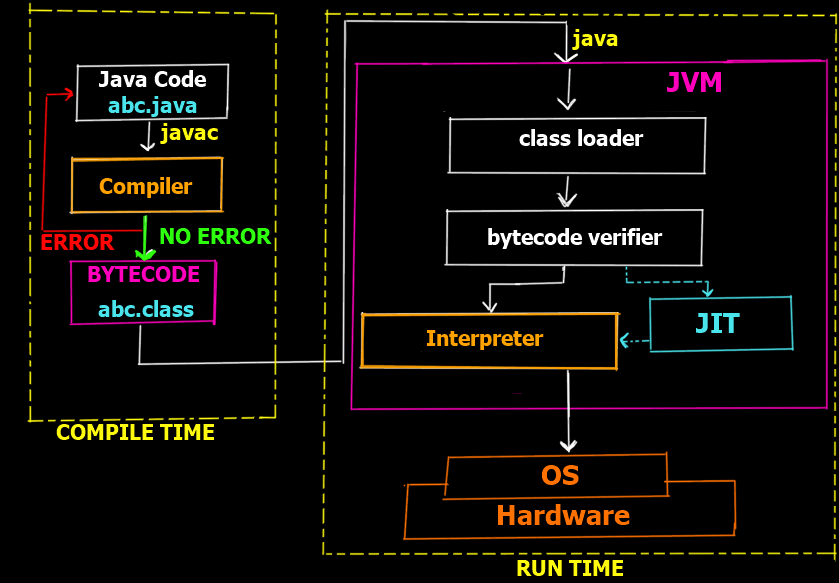 Java Code
abc.java
javac
Compiler
ERROR
NO ERROR
BYTECODE
abc.class
COMPILE TIME
java
JVM
class loader
bytecode verifier
Interpreter
JIT
OS
Hardware
RUN TIME